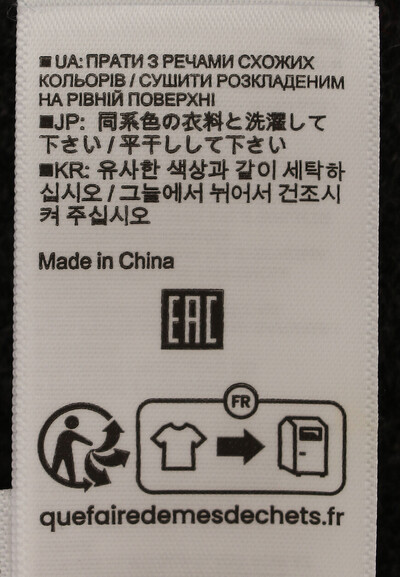 ■ UA: ПРАТИ З РЕЧАМИ СХОЖИХ
КОЛЬОРІВ / СУШИТИ РОЗКЛАДЕНИМ
НА РІВНІЙ ПОВЕРХНІ
■JP: 同系色の衣料と洗濯して
下さい / 平干しして下さい
■KR: 유사한 색상과 같이 세탁하
십시오 / 그늘에서 뉘어서 건조시
켜 주십시오
Made in China
EAC
FR
quefairedemesdechets.fr